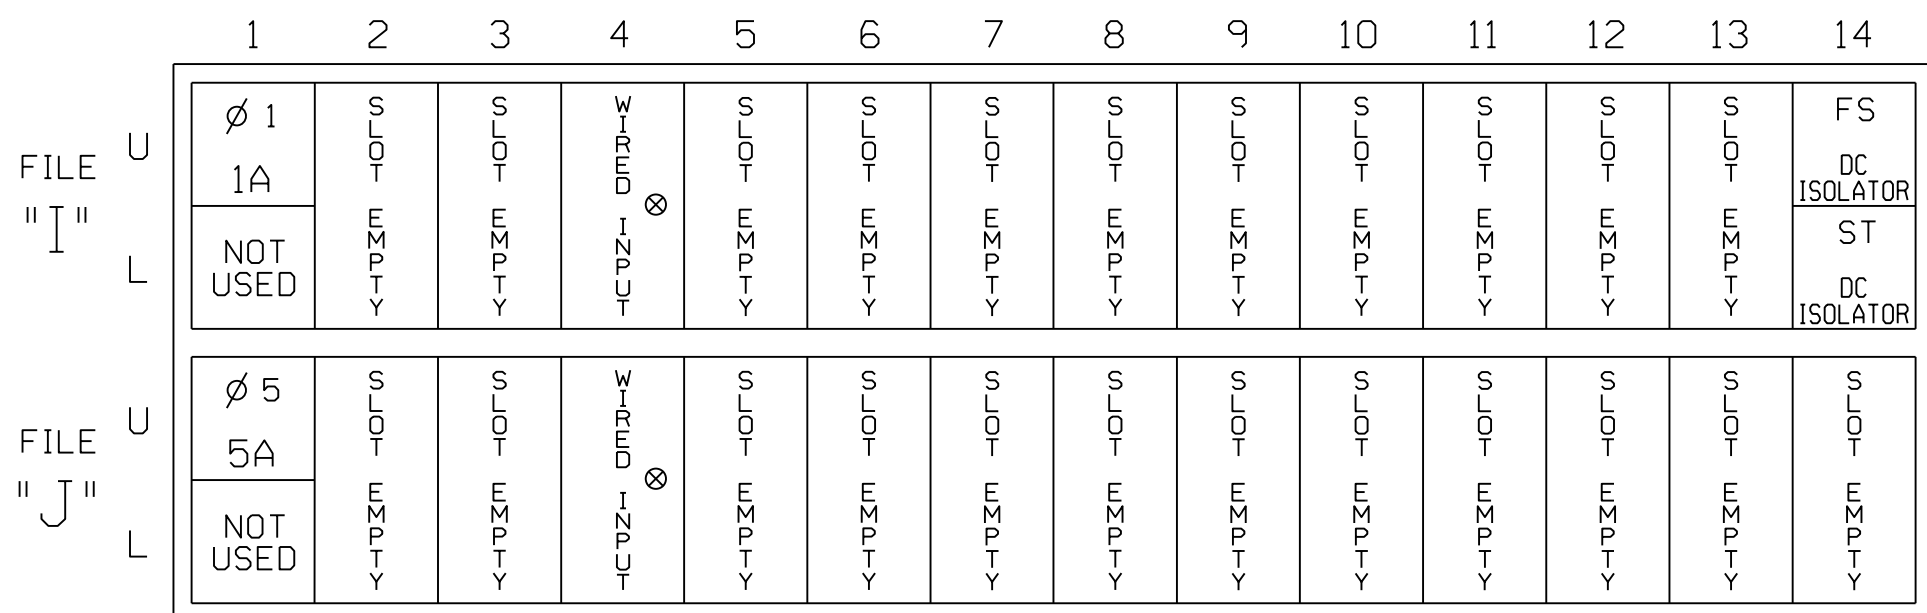 1 2 3 4 5 6 7 8 9 10 11 12 13 14
FILE "I"
U
L
Ø 1
1A
NOT USED
SLOT EMPTY
SLOT EMPTY
WIRED INPUT
SLOT EMPTY
SLOT EMPTY
SLOT EMPTY
SLOT EMPTY
SLOT EMPTY
SLOT EMPTY
SLOT EMPTY
SLOT EMPTY
SLOT EMPTY
FS
DC
ISOLATOR
ST
DC
ISOLATOR
FILE "J"
U
L
Ø 5
5A
NOT USED
SLOT EMPTY
SLOT EMPTY
WIRED INPUT
SLOT EMPTY
SLOT EMPTY
SLOT EMPTY
SLOT EMPTY
SLOT EMPTY
SLOT EMPTY
SLOT EMPTY
SLOT EMPTY
SLOT EMPTY
SLOT EMPTY